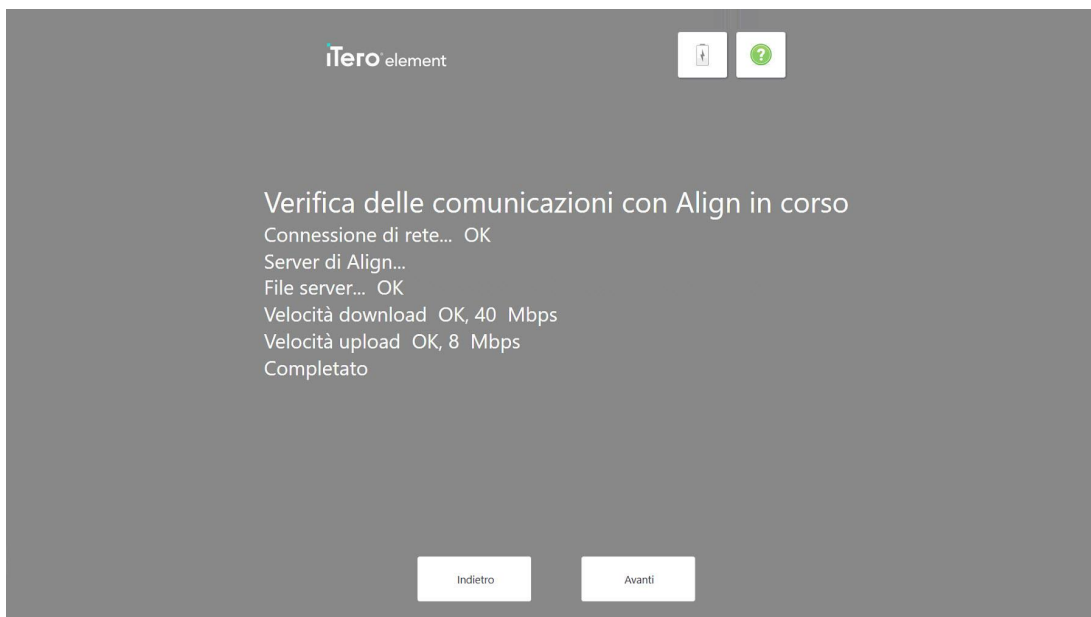 iTero element
Verifica delle comunicazioni con Align in corso
Connessione di rete... OK
Server di Align...
File server... OK
Velocità download OK, 40 Mbps
Velocità upload OK, 8 Mbps
Completato
Indietro Avanti